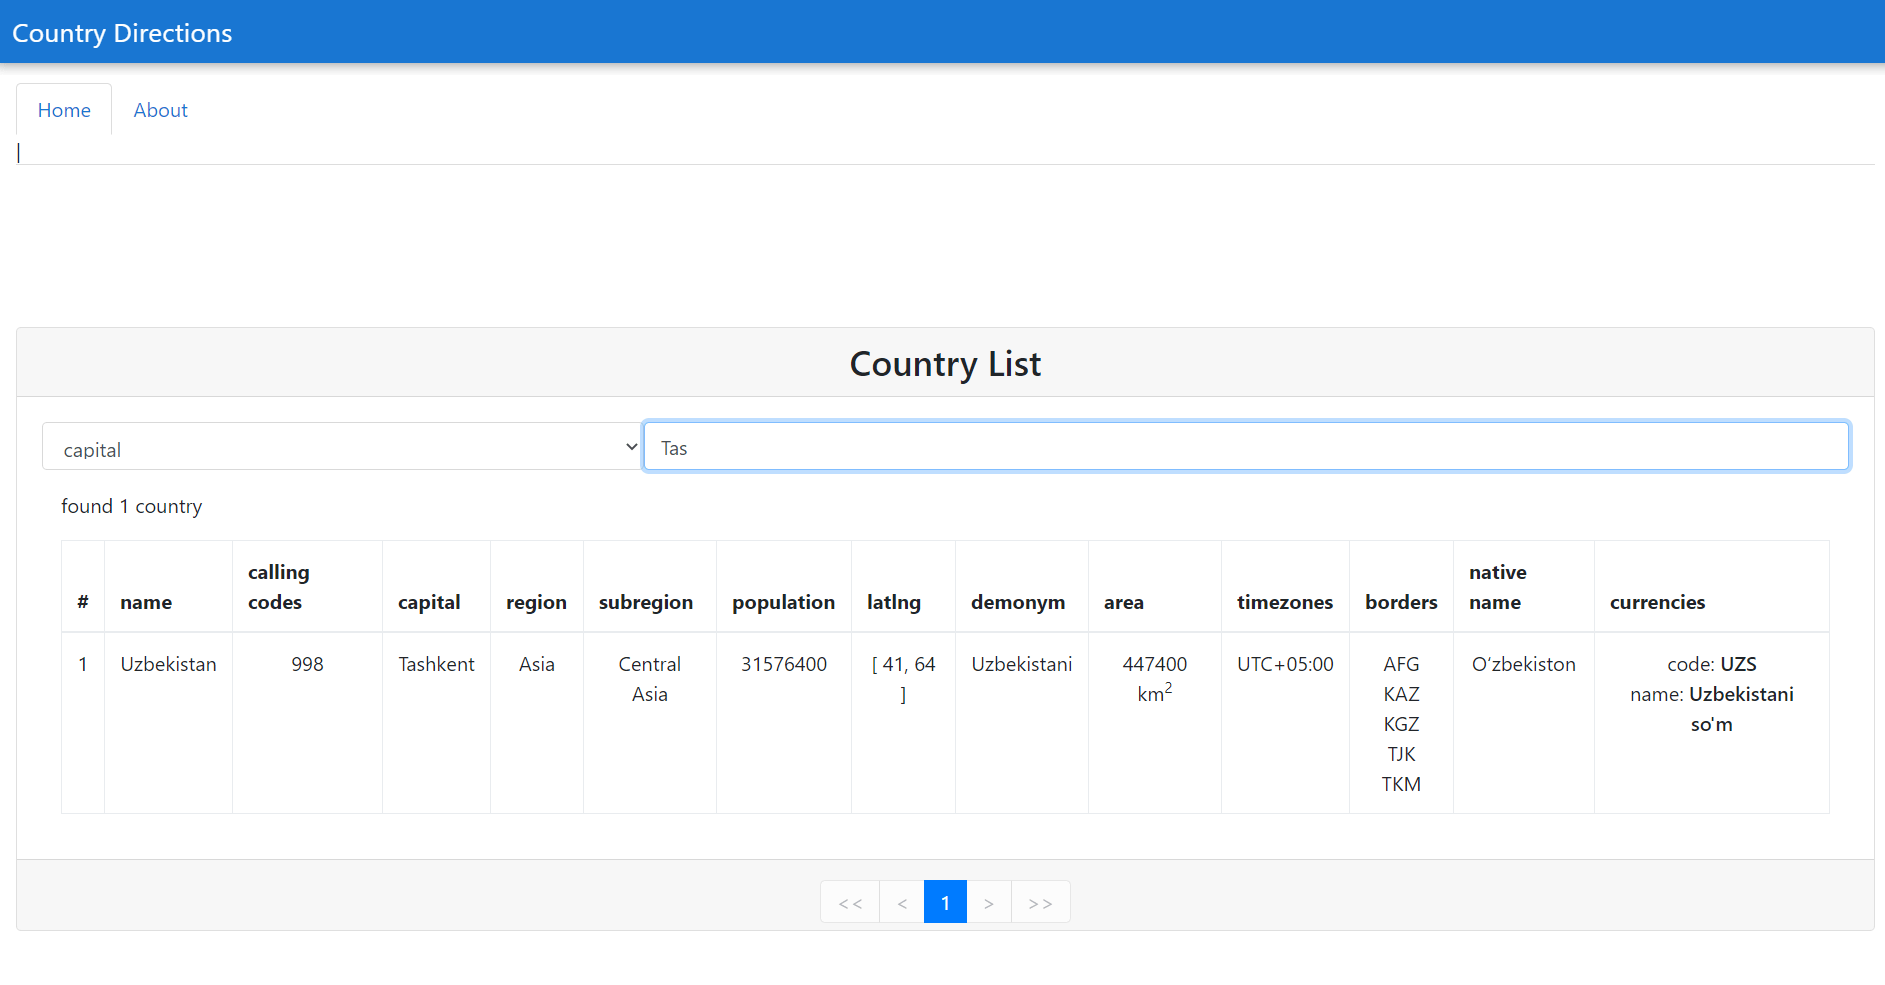 Country Directions
Home About
Country List
capital Tas
found 1 country
# name calling codes capital region subregion population latlng demonym area timezones borders native name currencies
1 Uzbekistan 998 Tashkent Asia Central Asia 31576400 [ 41, 64 ] Uzbekistani 447400 km² UTC+05:00 AFG KAZ KGZ TJK TKM O‘zbekiston code: UZS name: Uzbekistani so'm
<< < 1 > >>